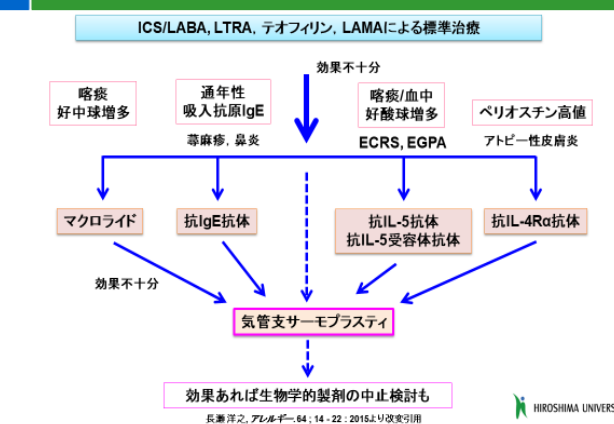 ICS/LABA, LTRA, テオフィリン, LAMAによる標準治療
効果不十分
喀痰
好中球増多
通年性
吸入抗原IgE
蕁麻疹, 鼻炎
喀痰/血中
好酸球増多
ECRS, EGPA
ペリオスチン高値
アトピー性皮膚炎
マクロライド
抗IgE抗体
抗IL-5抗体
抗IL-5受容体抗体
抗IL-4Rα抗体
効果不十分
気管支サーモプラスティ
効果あれば生物学的製剤の中止検討も
長瀬洋之, アレルギー. 64 ; 14 - 22 : 2015より改変引用
HIROSHIMA UNIVERS